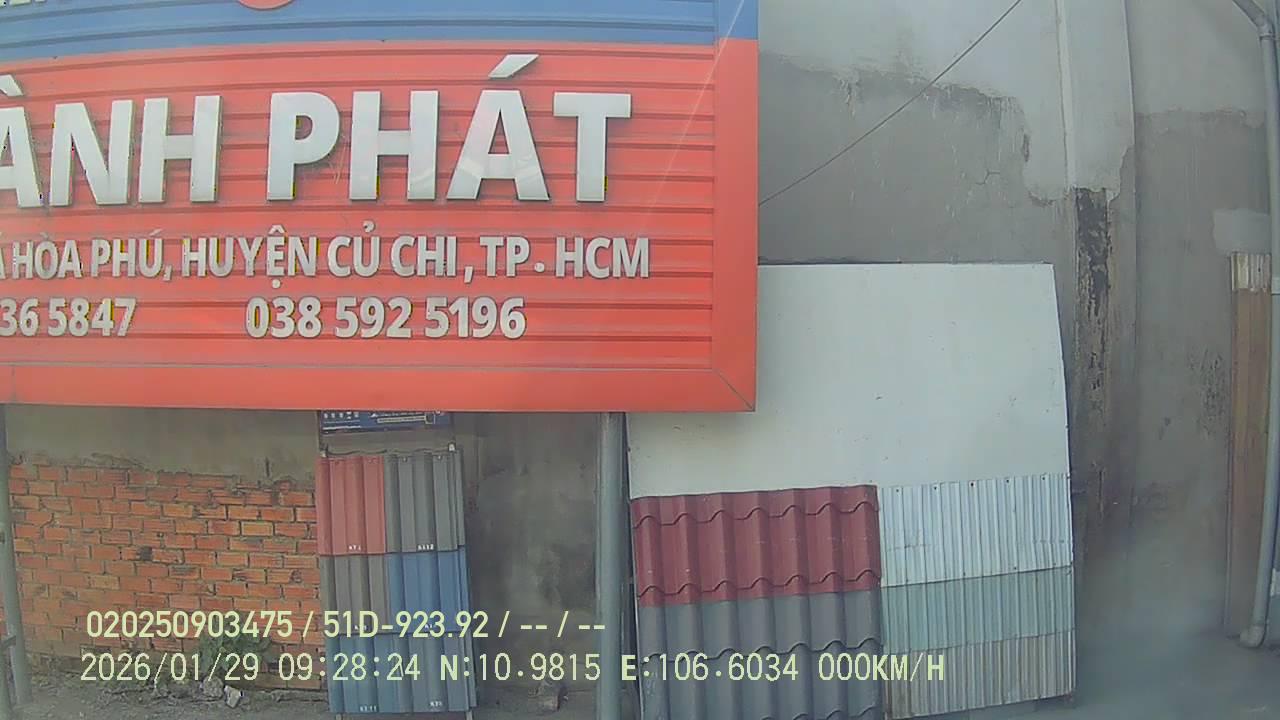 ÀNH PHÁT
HÒA PHÚ, HUYỆN CỦ CHI, TP. HCM
36 5847 038 592 5196
020250903475 / 51D-923.92 / -- / --
2026/01/29 09:28:24 N:10.9815 E:106.6034 000KM/H